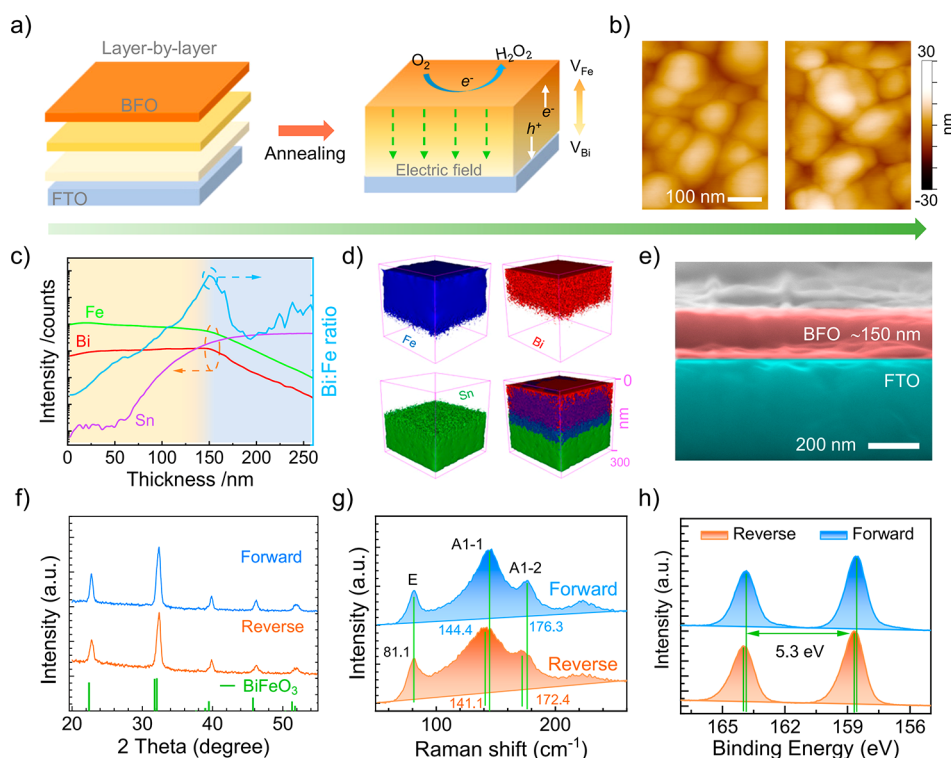 a)
Layer-by-layer
BFO
FTO
Annealing
O₂
H₂O₂
e⁻
e⁻
h⁺
Electric field
V_Fe
V_Bi
b)
100 nm
30
nm
-30
c)
Intensity /counts
Fe
Bi
Sn
Bi:Fe ratio
0 50 100 150 200 250
Thickness /nm
d)
Fe
Bi
Sn
0
nm
300
e)
BFO ~150 nm
FTO
200 nm
f)
Intensity (a.u.)
Forward
Reverse
BiFeO₃
20 30 40 50
2 Theta (degree)
g)
Intensity (a.u.)
E
A1-1
A1-2
Forward
144.4
176.3
81.1
Reverse
141.1
172.4
100 200
Raman shift (cm⁻¹)
h)
Intensity (a.u.)
Reverse
Forward
5.3 eV
165 162 159 156
Binding Energy (eV)